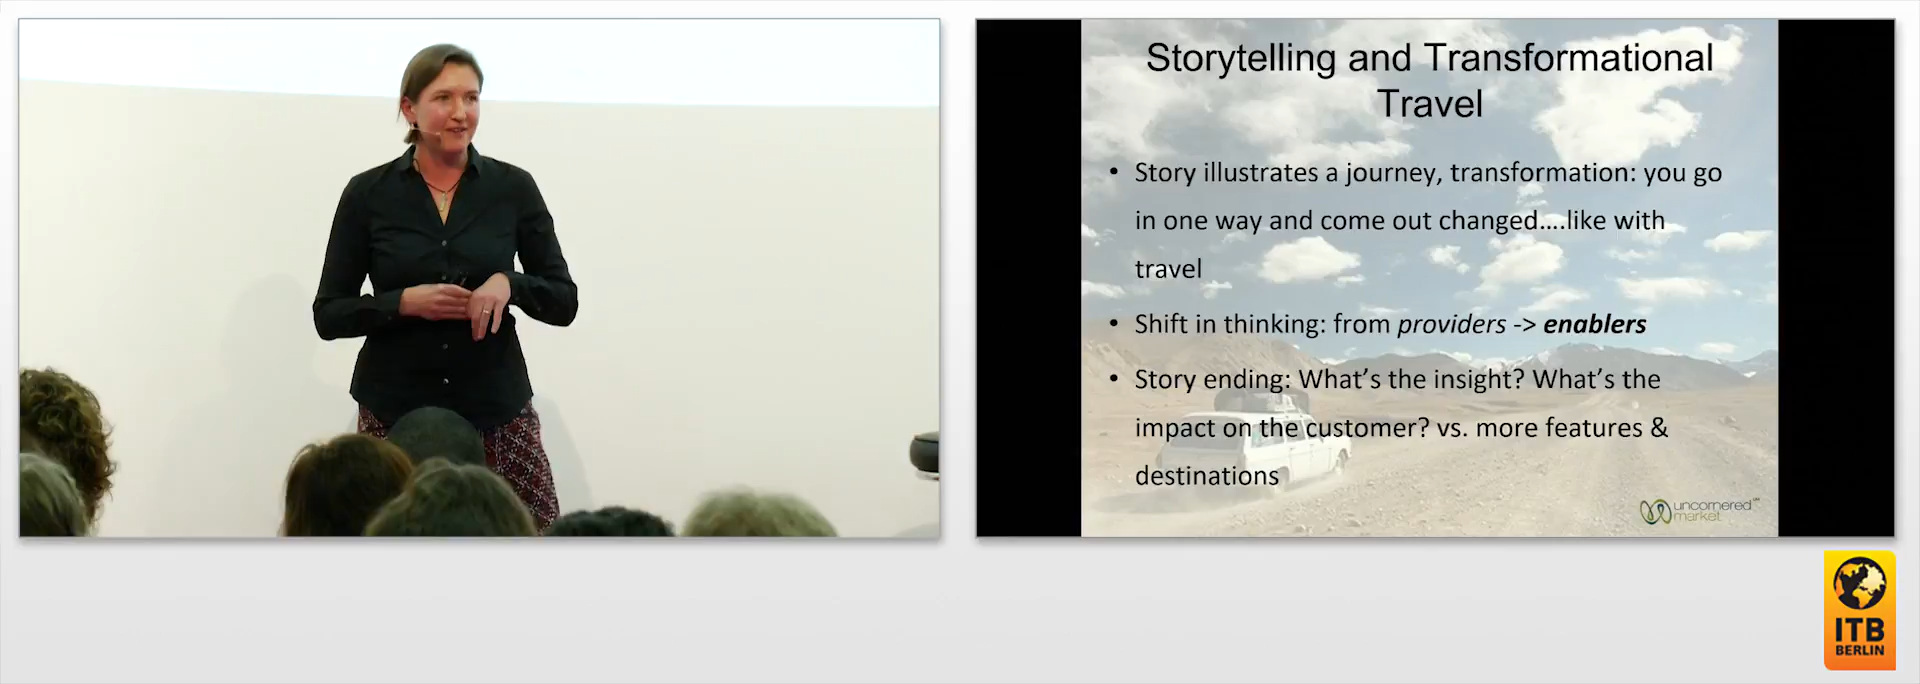 Storytelling and Transformational
Travel
• Story illustrates a journey, transformation: you go
in one way and come out changed....like with
travel
• Shift in thinking: from providers -> enablers
• Story ending: What's the insight? What's the
impact on the customer? vs. more features &
destinations
uncornered
market
ITB
BERLIN